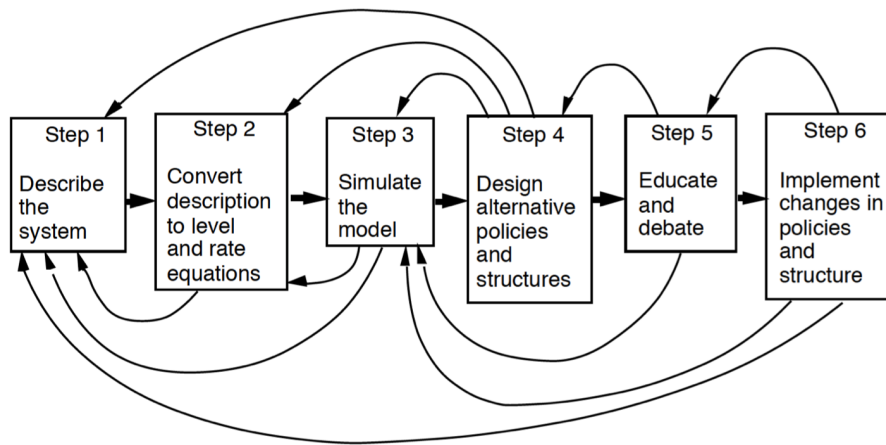 Step 1
Describe
the
system
Step 2
Convert
description
to level
and rate
equations
Step 3
Simulate
the
model
Step 4
Design
alternative
policies
and
structures
Step 5
Educate
and
debate
Step 6
Implement
changes in
policies
and
structure